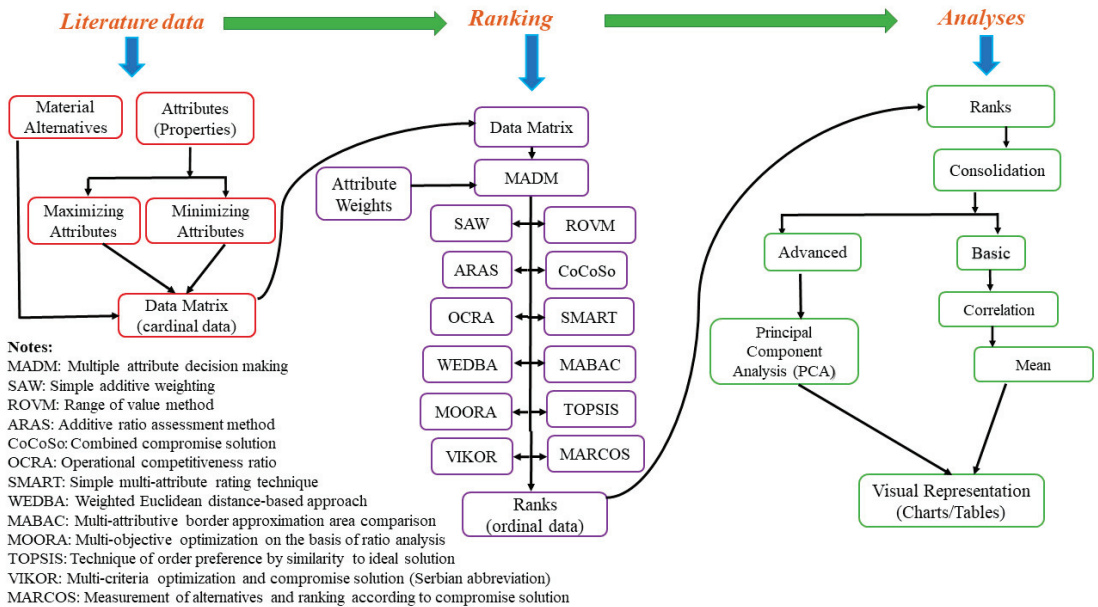 Literature data
Ranking
Analyses
Material
Alternatives
Attributes
(Properties)
Maximizing
Attributes
Minimizing
Attributes
Data Matrix
(cardinal data)
Attribute
Weights
Data Matrix
MADM
SAW
ROVM
ARAS
CoCoSo
OCRA
SMART
WEDBA
MABAC
MOORA
TOPSIS
VIKOR
MARCOS
Ranks
(ordinal data)
Ranks
Consolidation
Advanced
Basic
Principal
Component
Analysis (PCA)
Correlation
Mean
Visual Representation
(Charts/Tables)
Notes:
MADM: Multiple attribute decision making
SAW: Simple additive weighting
ROVM: Range of value method
ARAS: Additive ratio assessment method
CoCoSo: Combined compromise solution
OCRA: Operational competitiveness ratio
SMART: Simple multi-attribute rating technique
WEDBA: Weighted Euclidean distance-based approach
MABAC: Multi-attributive border approximation area comparison
MOORA: Multi-objective optimization on the basis of ratio analysis
TOPSIS: Technique of order preference by similarity to ideal solution
VIKOR: Multi-criteria optimization and compromise solution (Serbian abbreviation)
MARCOS: Measurement of alternatives and ranking according to compromise solution